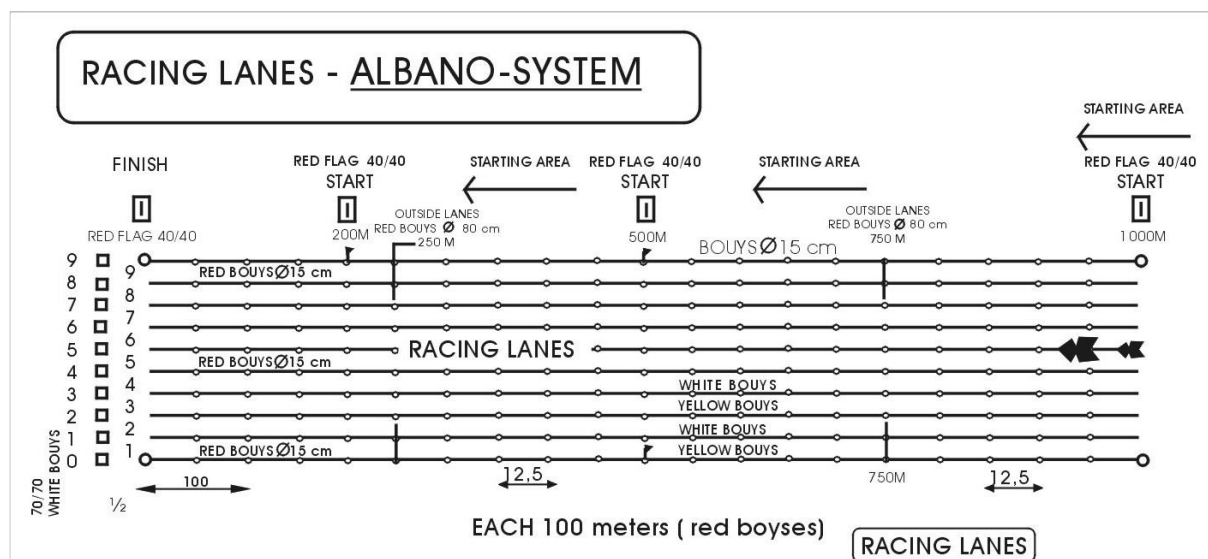 RACING LANES - ALBANO-SYSTEM
STARTING AREA
FINISH
RED FLAG 40/40
START
STARTING AREA
RED FLAG 40/40
START
STARTING AREA
RED FLAG 40/40
START
RED FLAG 40/40
200M
OUTSIDE LANES
RED BOUYS Ø 80 cm
250 M
500M
BOUYS Ø 15 cm
OUTSIDE LANES
RED BOUYS Ø 80 cm
750 M
1000M
9
9
RED BOUYS Ø 15 cm
8
8
7
7
6
6
5
RACING LANES
5
RED BOUYS Ø 15 cm
4
4
WHITE BOUYS
3
3
YELLOW BOUYS
2
2
WHITE BOUYS
1
1
RED BOUYS Ø 15 cm
YELLOW BOUYS
0
70/70
WHITE BOUYS
½
100
12,5
750M
12,5
EACH 100 meters ( red boyses)
RACING LANES